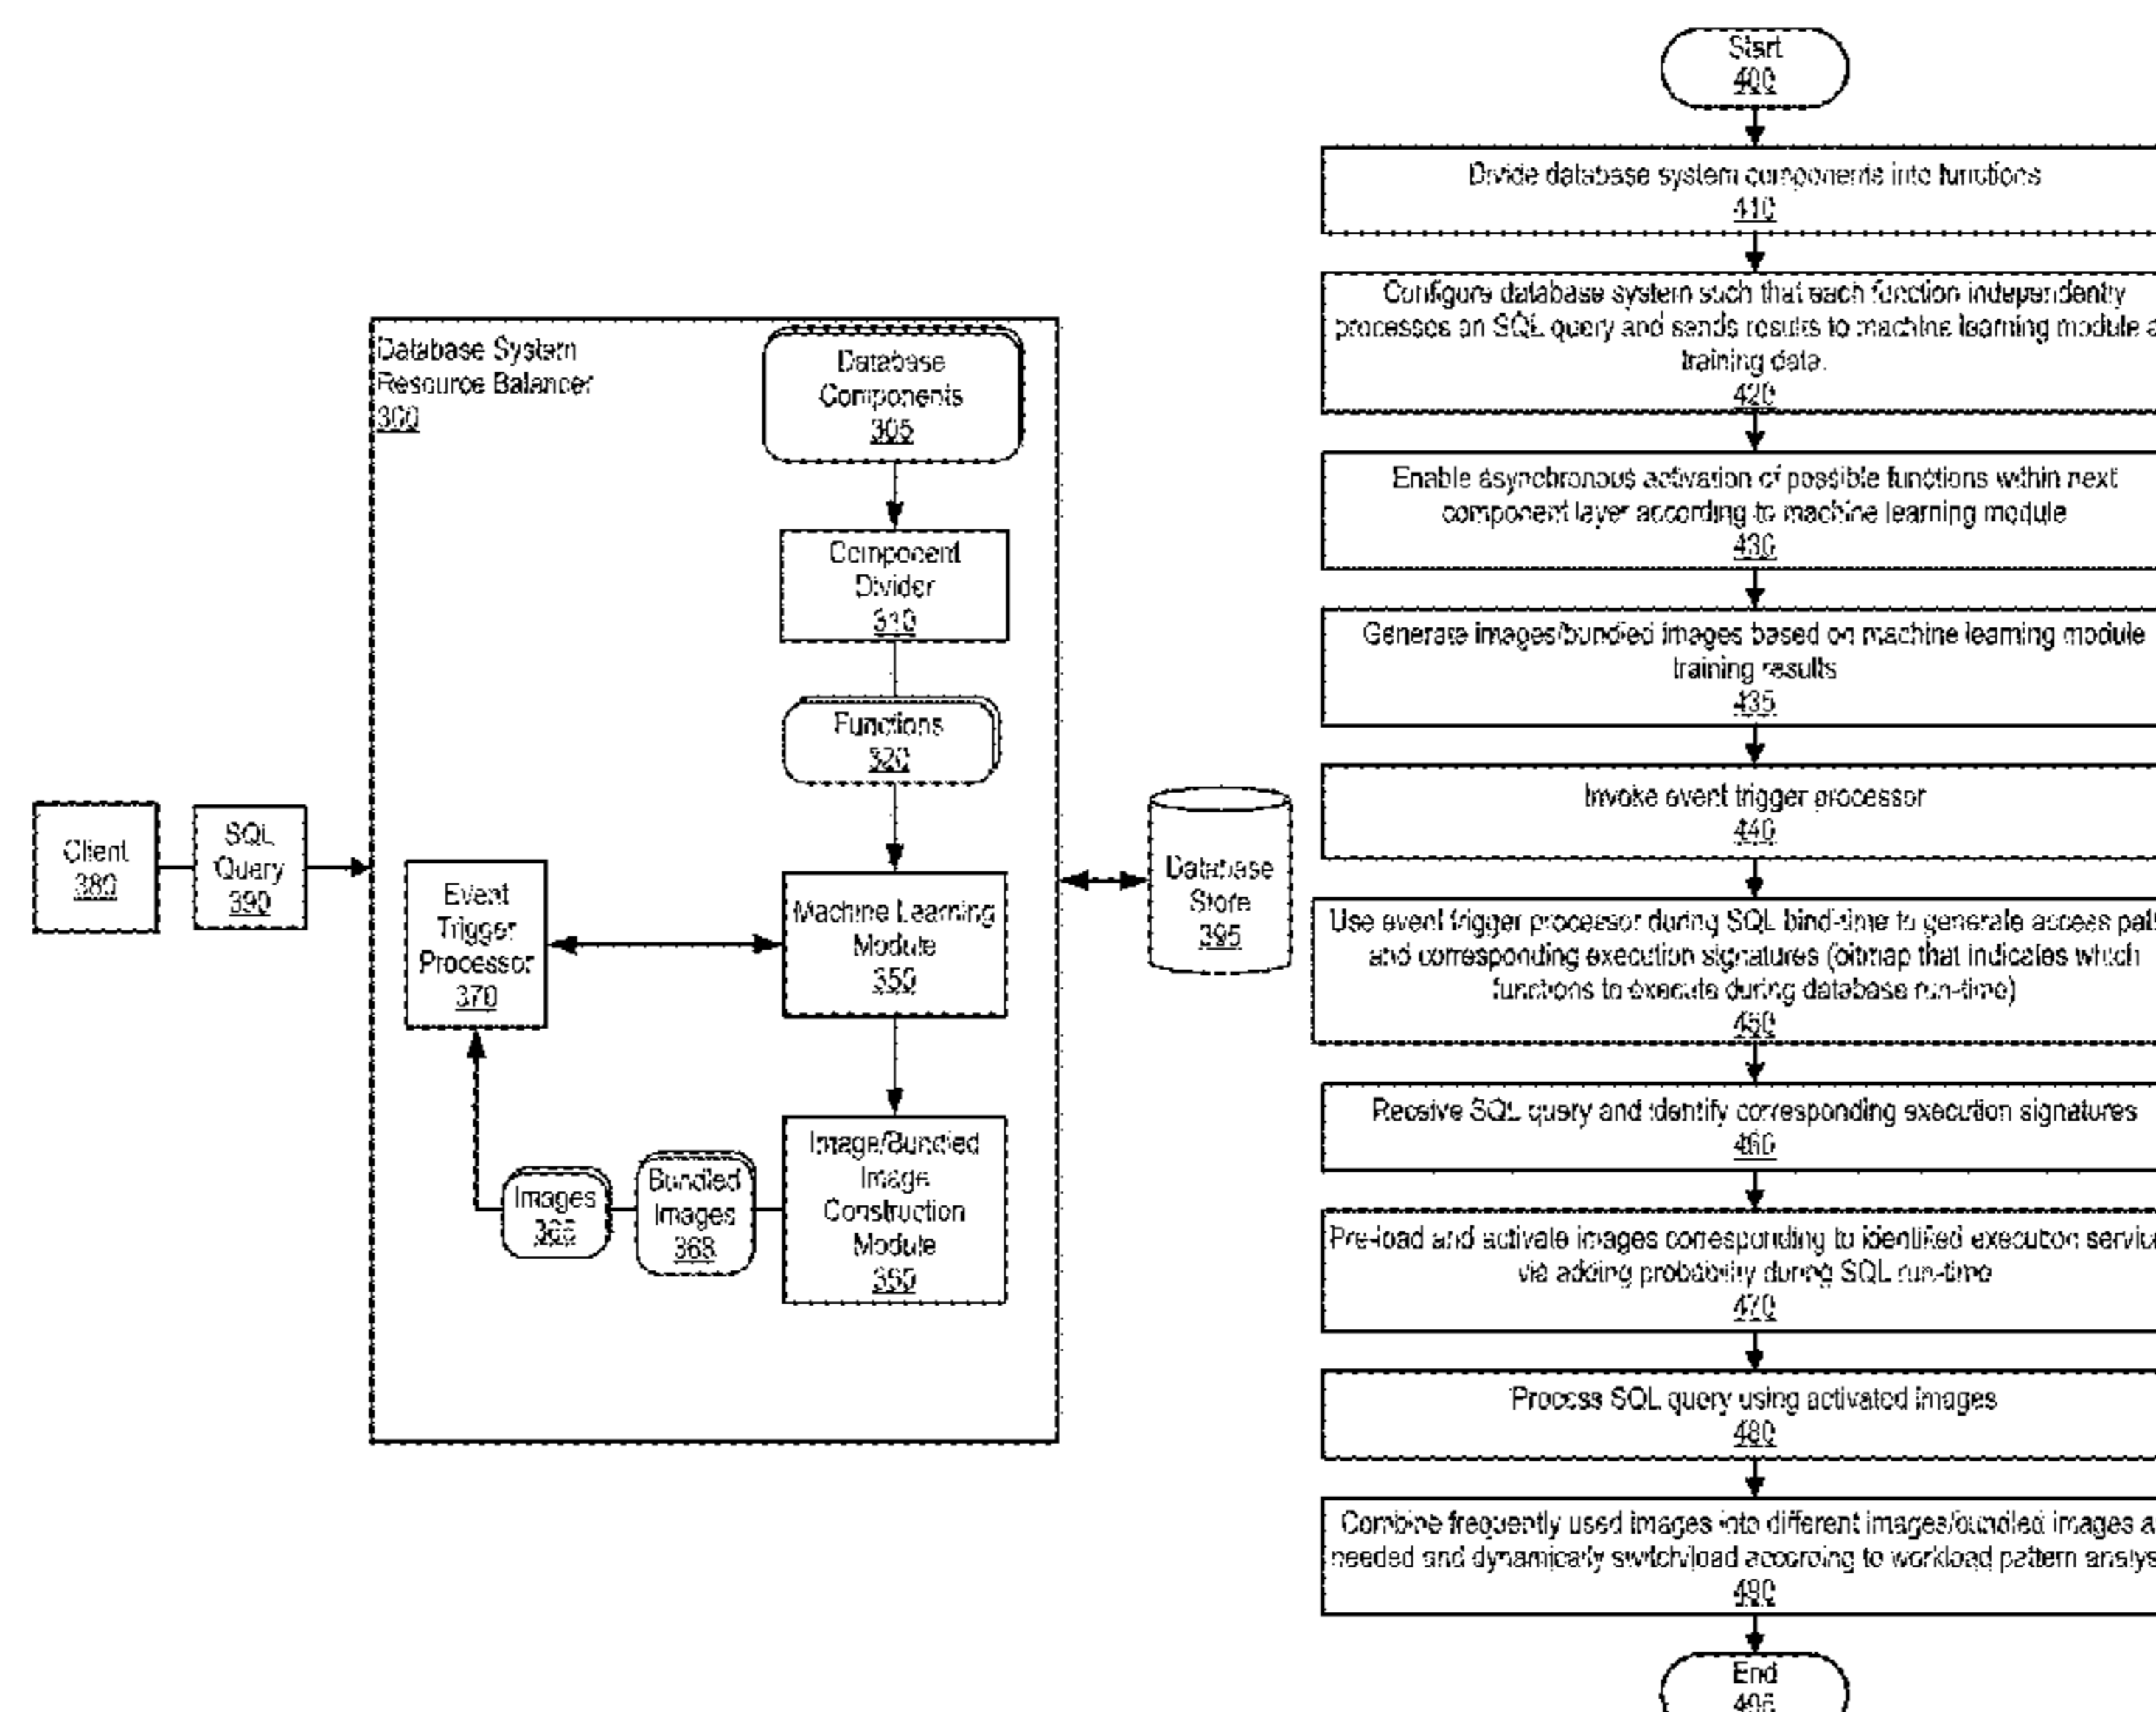 Database System
Resource Balancer
300
Database
Components
305
Component
Divider
310
Functions
320
Client
380
SQL
Query
390
Event
Trigger
Processor
370
Machine Learning
Module
350
Database
Store
395
Images
Bundled
Images
368
Image/Bundled
Image
Construction
Module
Start
400
Divide database system components into functions
410
Configure database system such that each function independently
processes an SQL query and sends results to machine learning module
training data.
420
Enable asynchronous activation of possible functions within next
component layer according to machine learning module
430
Generate images/bundled images based on machine learning module
training results
435
Invoke event trigger processor
440
Use event trigger processor during SQL bind-time to generate access
and corresponding execution signatures (bitmap that indicates which
functions to execute during database run-time)
450
Receive SQL query and identify corresponding execution signatures
460
Pre-load and activate images corresponding to identified execution
via adding probability during SQL run-time
470
Process SQL query using activated images
480
Combine frequently used images into different images/bundled images
needed and dynamically switch/load according to workload pattern
490
End